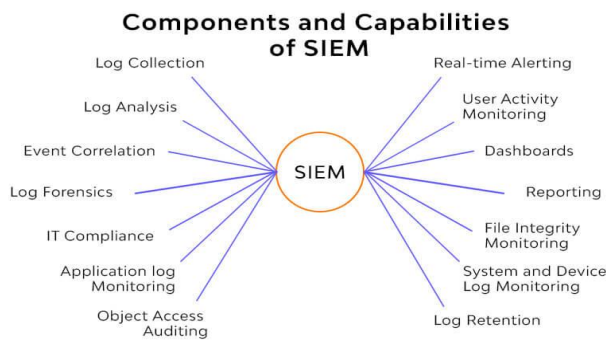 Components and Capabilities
of SIEM
Log Collection
Log Analysis
Event Correlation
Log Forensics
IT Compliance
Application log
Monitoring
Object Access
Auditing
SIEM
Real-time Alerting
User Activity
Monitoring
Dashboards
Reporting
File Integrity
Monitoring
System and Device
Log Monitoring
Log Retention